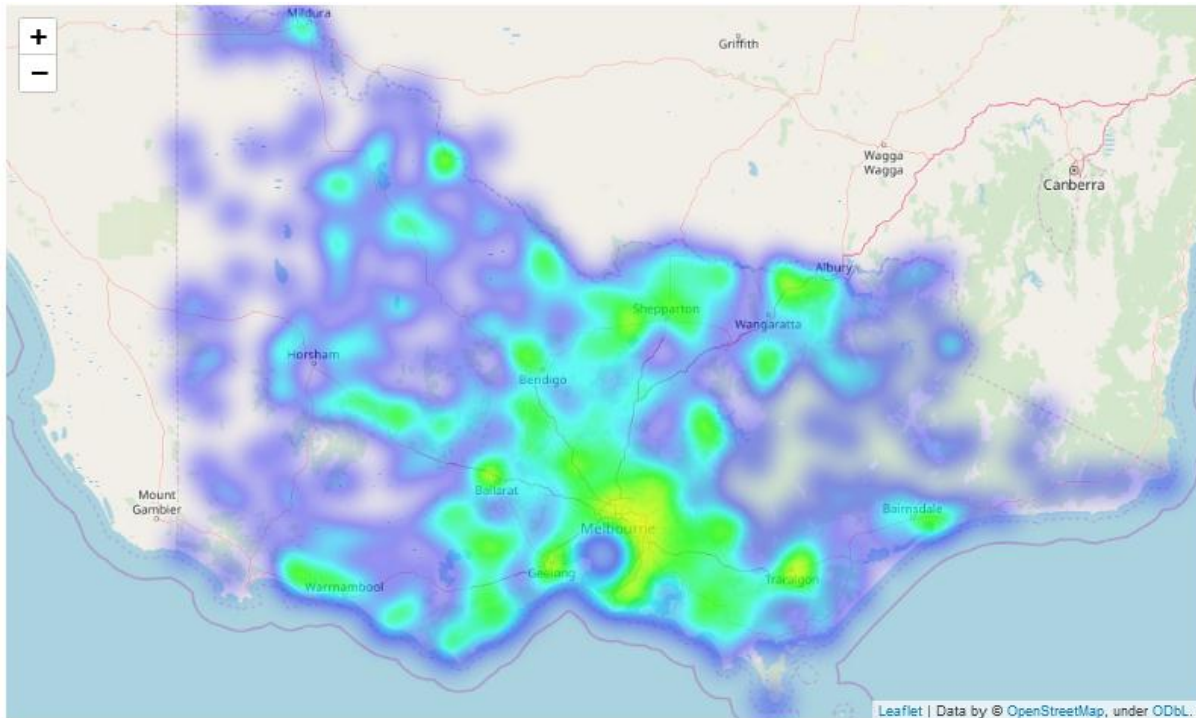 +
−
Mildura
Griffith
Wagga
Wagga
Canberra
Albury
Shepparton
Wangaratta
Horsham
Bendigo
Mount
Gambier
Ballarat
Melbourne
Bairnsdale
Geelong
Traralgon
Warrnambool
Leaflet | Data by © OpenStreetMap, under ODbL.